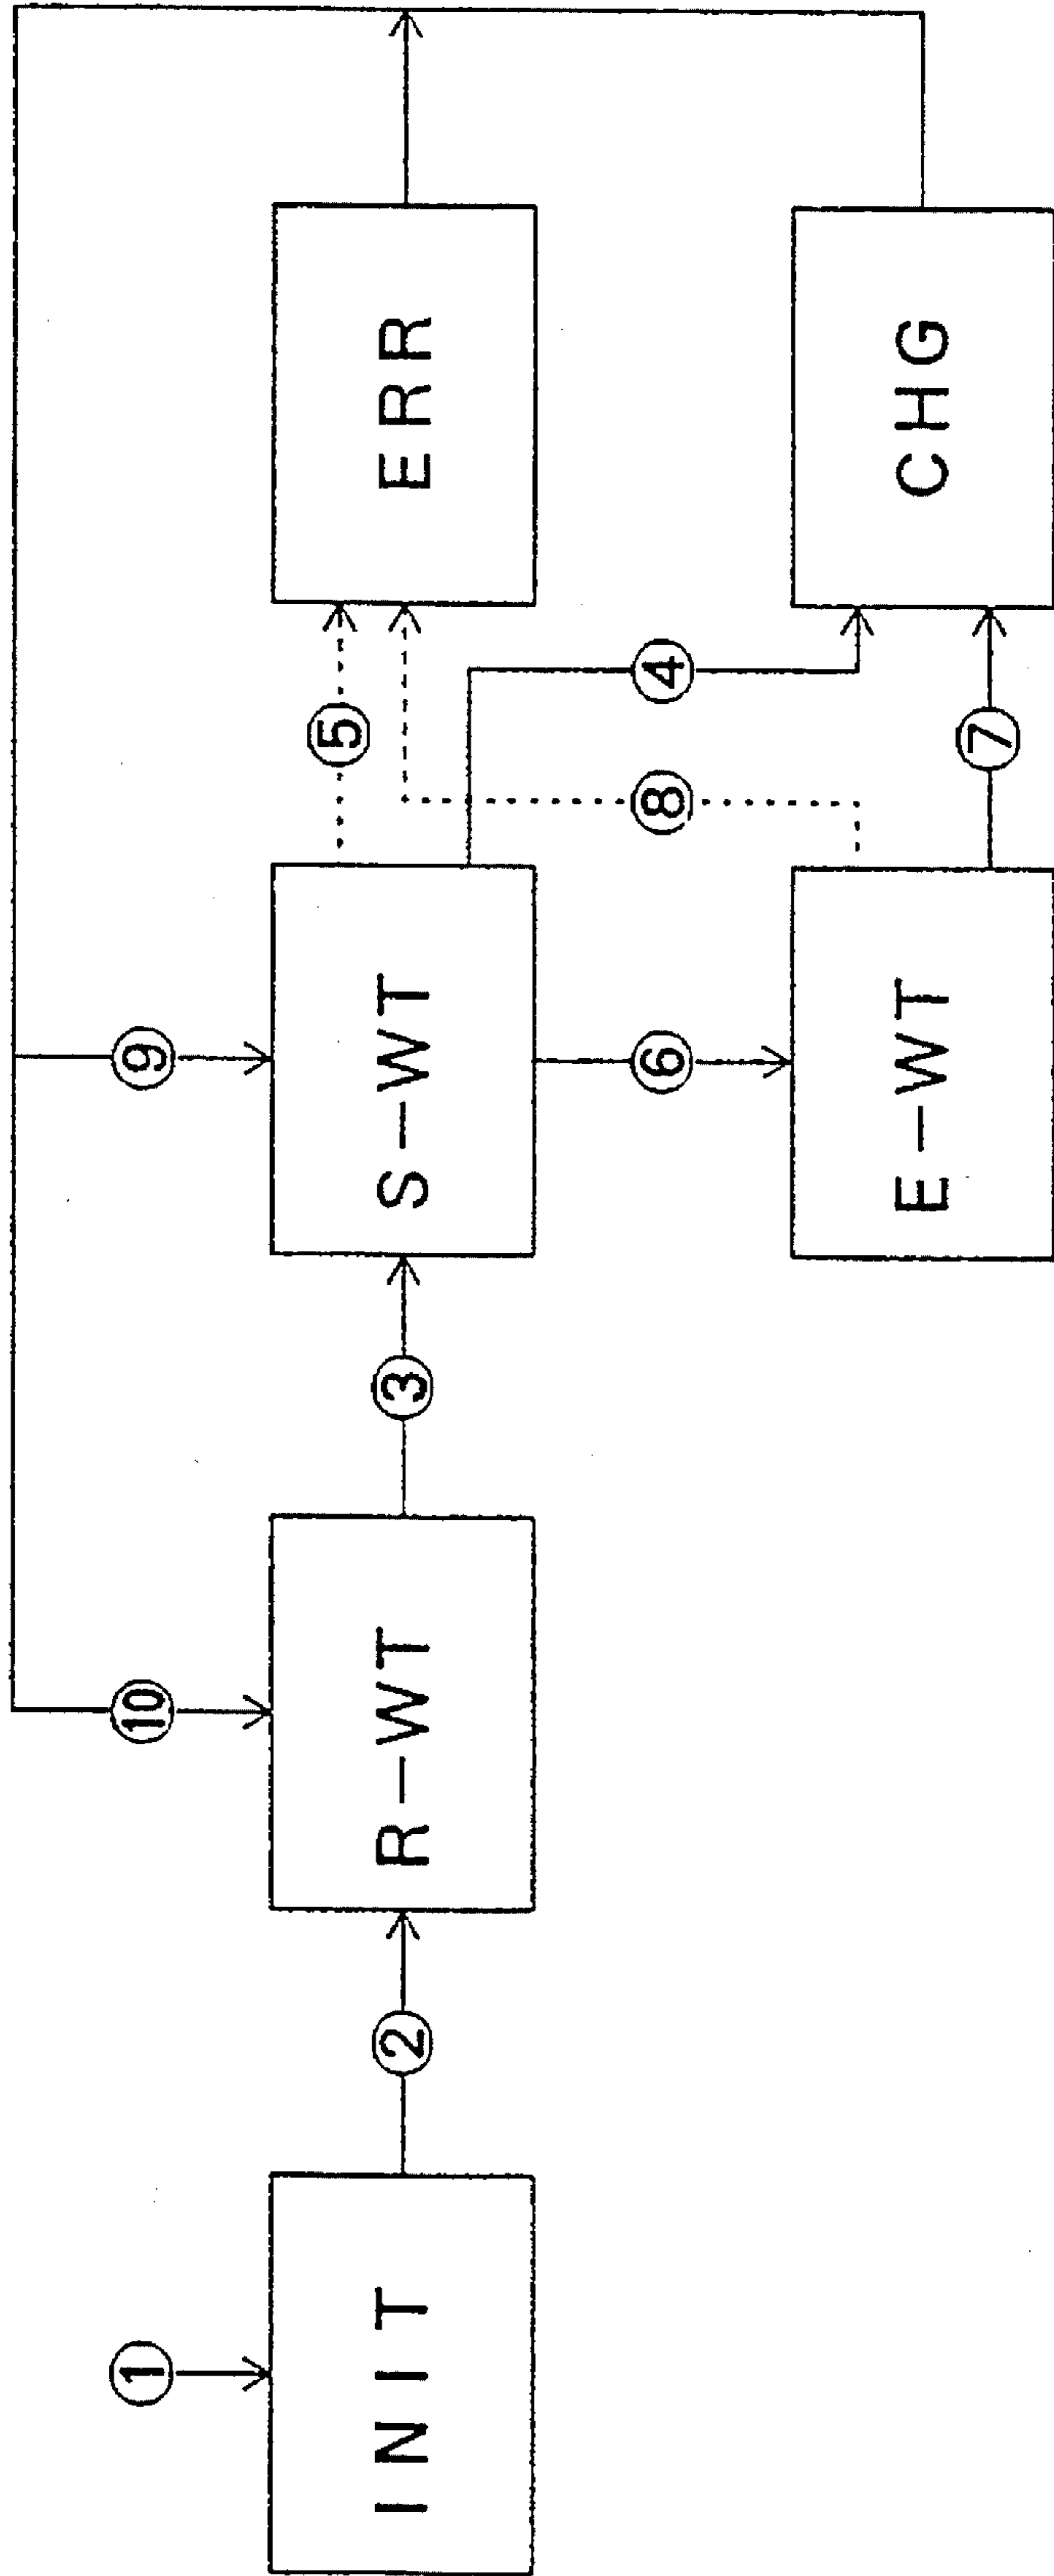 ①
⑩
⑨
INIT
②
R-WT
③
S-WT
⑤
ERR
⑧
④
⑥
E-WT
⑦
CHG